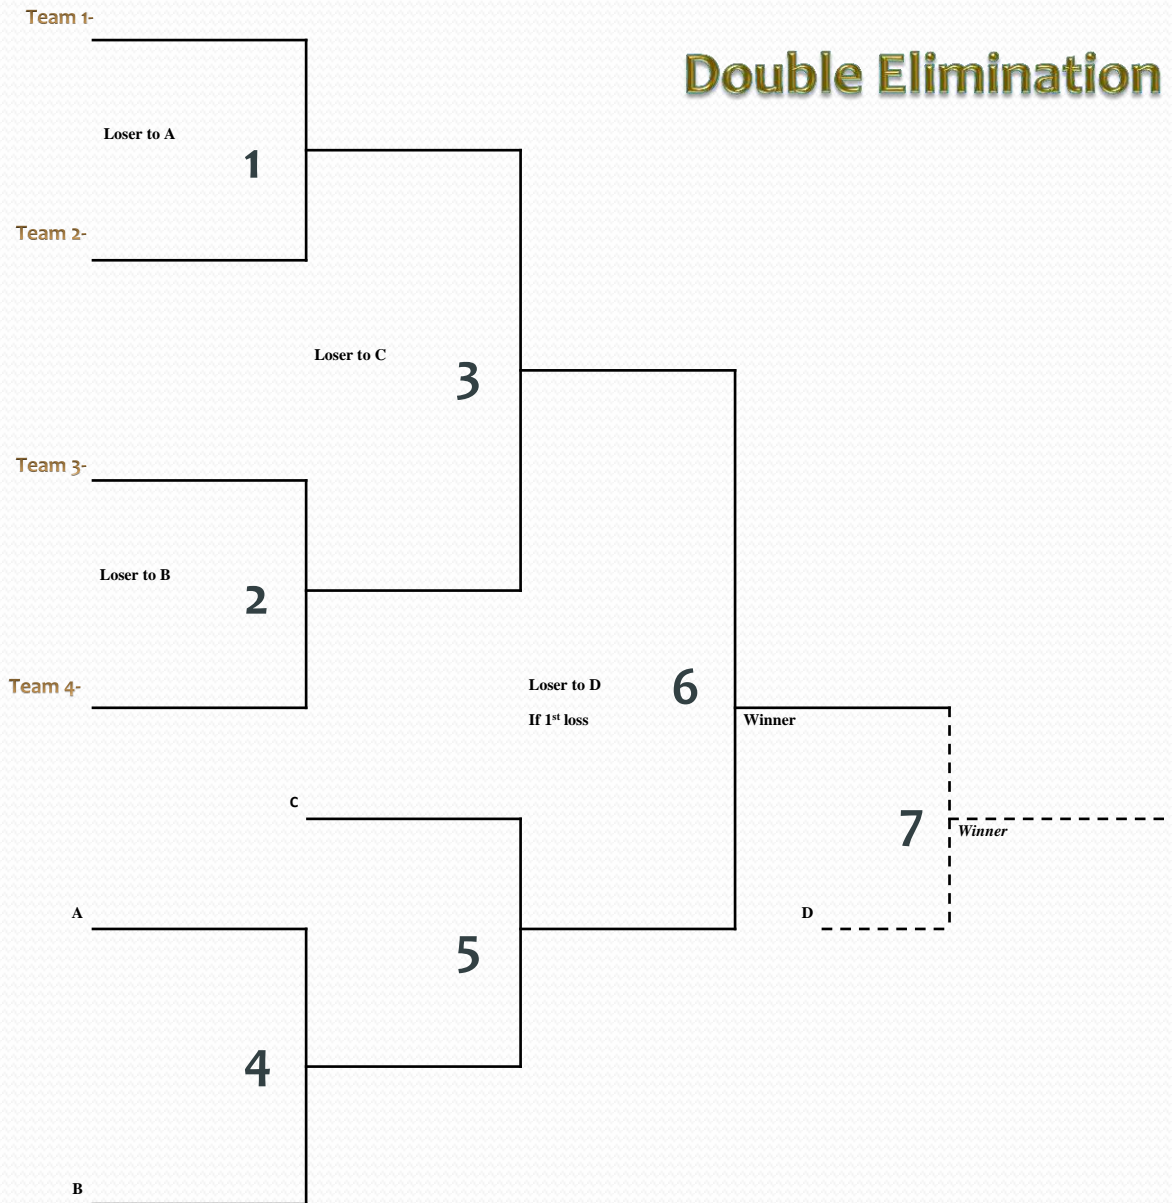 Team 1-
Double Elimination
Loser to A
1
Team 2-
Loser to C
3
Team 3-
Loser to B
2
Team 4-
Loser to D
6
If 1st loss
Winner
C
7
Winner
A
D
5
4
B